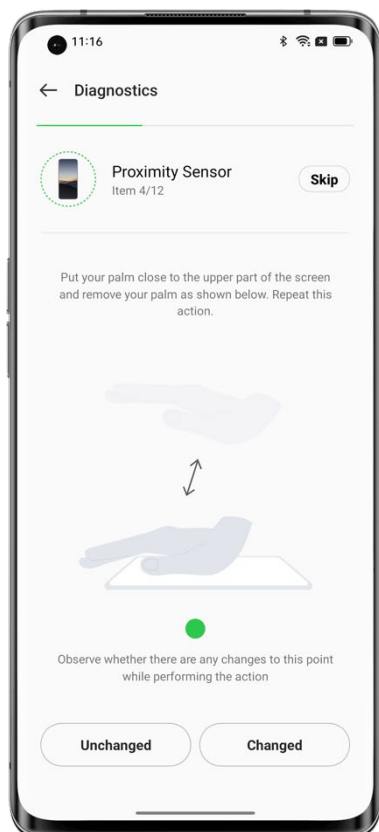 11:16
Diagnostics
Proximity Sensor
Skip
Item 4/12
Put your palm close to the upper part of the screen
and remove your palm as shown below. Repeat this
action.
Observe whether there are any changes to this point
while performing the action
Unchanged
Changed